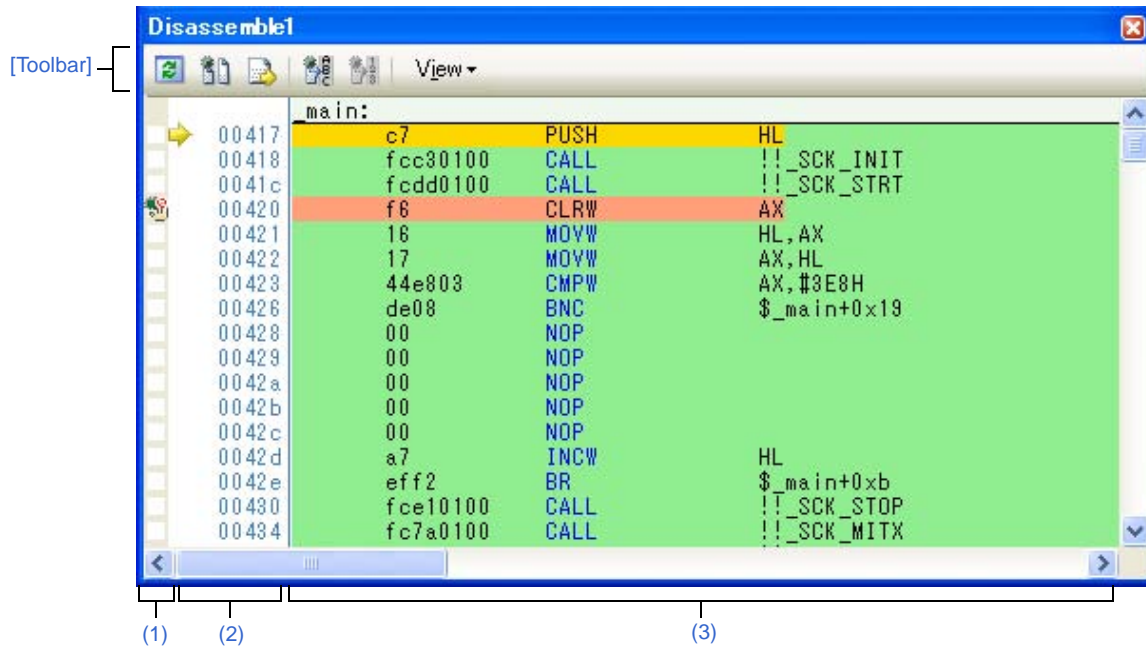 Disassemble1
[Toolbar]
View
_main:
00417 c7 PUSH HL
00418 fcc30100 CALL !!_SCK_INIT
0041c fcdd0100 CALL !!_SCK_STRT
00420 f6 CLRW AX
00421 16 MOVW HL,AX
00422 17 MOVW AX,HL
00423 44e803 CMPW AX,#3E8H
00426 de08 BNC $_main+0x19
00428 00 NOP
00429 00 NOP
0042a 00 NOP
0042b 00 NOP
0042c 00 NOP
0042d a7 INCW HL
0042e eff2 BR $_main+0xb
00430 fce10100 CALL !!_SCK_STOP
00434 fc7a0100 CALL !!_SCK_MITX
(1) (2) (3)